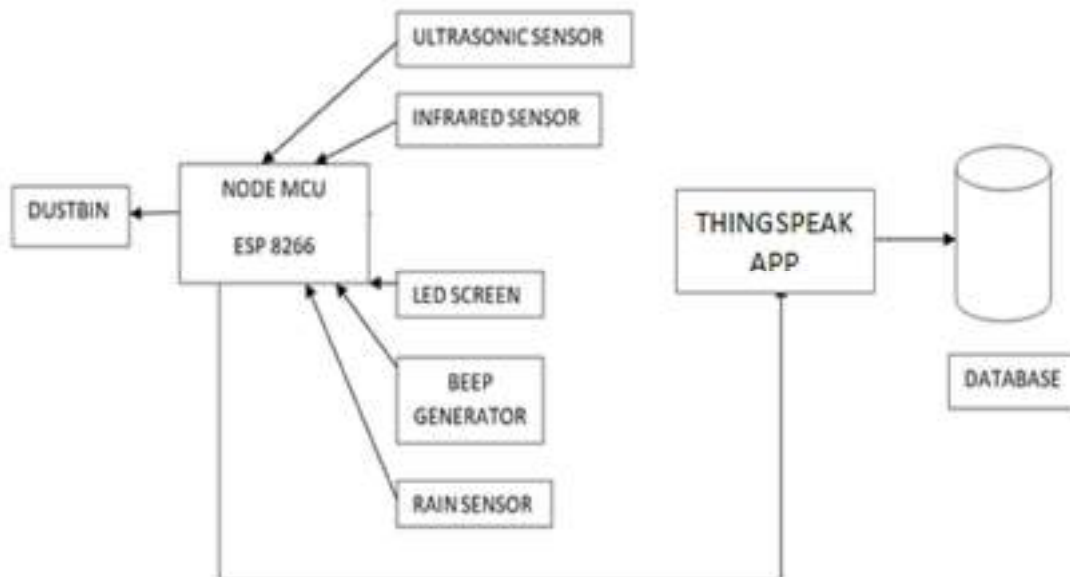 ULTRASONIC SENSOR
INFRARED SENSOR
NODE MCU
ESP 8266
DUSTBIN
THINGSPEAK
APP
LED SCREEN
BEEP
GENERATOR
DATABASE
RAIN SENSOR